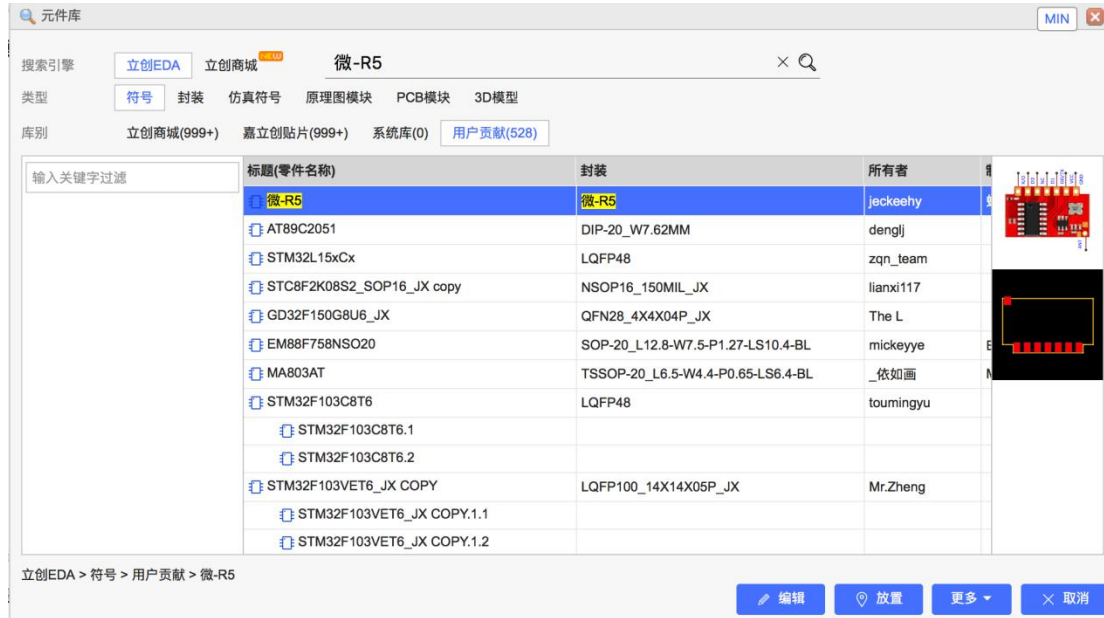 元件库 MIN
搜索引擎 立创EDA 立创商城 NEW 微-R5
类型 符号 封装 仿真符号 原理图模块 PCB模块 3D模型
库别 立创商城(999+) 嘉立创贴片(999+) 系统库(0) 用户贡献(528)
输入关键字过滤
标题(零件名称) 封装 所有者
微-R5 微-R5 jeckeehy
AT89C2051 DIP-20_W7.62MM denglj
STM32L15xCx LQFP48 zqn_team
STC8F2K08S2_SOP16_JX copy NSOP16_150MIL_JX lianxi117
GD32F150G8U6_JX QFN28_4X4X04P_JX The L
EM88F758NSO20 SOP-20_L12.8-W7.5-P1.27-LS10.4-BL mickeyye
MA803AT TSSOP-20_L6.5-W4.4-P0.65-LS6.4-BL _依如画
STM32F103C8T6 LQFP48 toumingyu
STM32F103C8T6.1
STM32F103C8T6.2
STM32F103VET6_JX COPY LQFP100_14X14X05P_JX Mr.Zheng
STM32F103VET6_JX COPY.1.1
STM32F103VET6_JX COPY.1.2
立创EDA > 符号 > 用户贡献 > 微-R5
编辑 放置 更多 取消